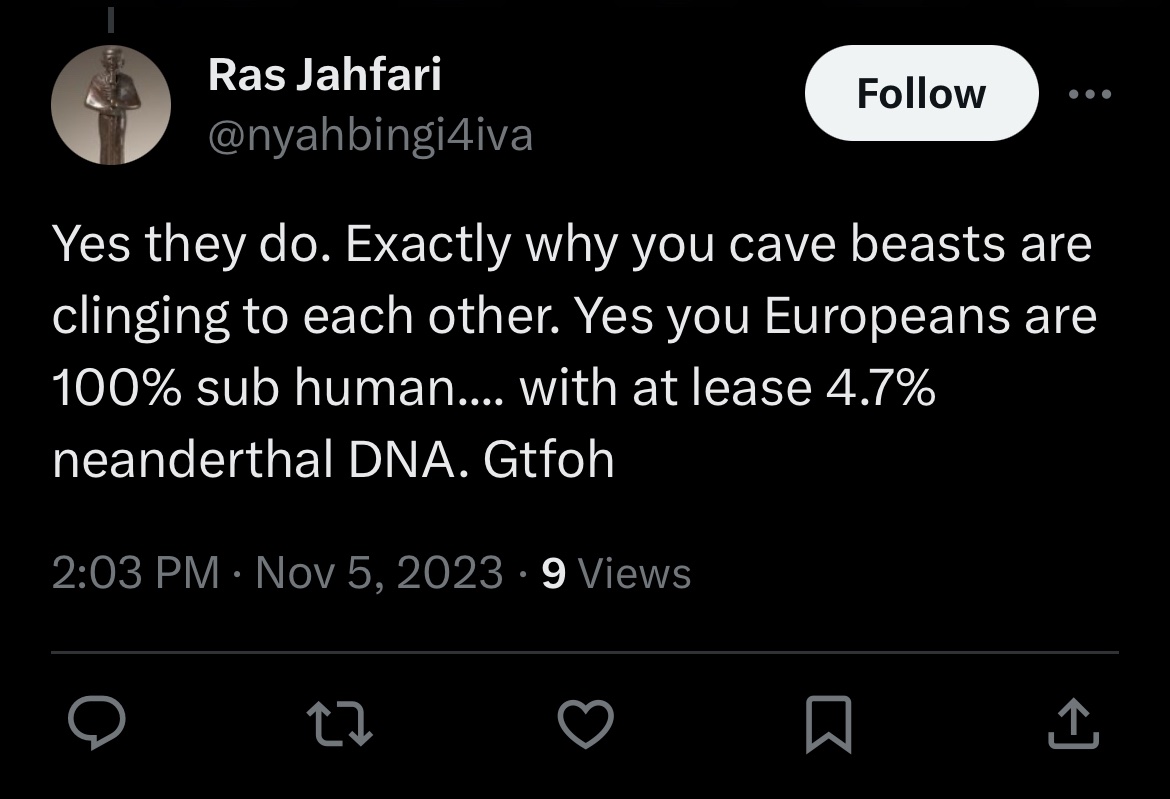 Ras Jahfari
@nyahbingi4iva
Follow
Yes they do. Exactly why you cave beasts are
clinging to each other. Yes you Europeans are
100% sub human.... with at lease 4.7%
neanderthal DNA. Gtfoh
2:03 PM · Nov 5, 2023 · 9 Views